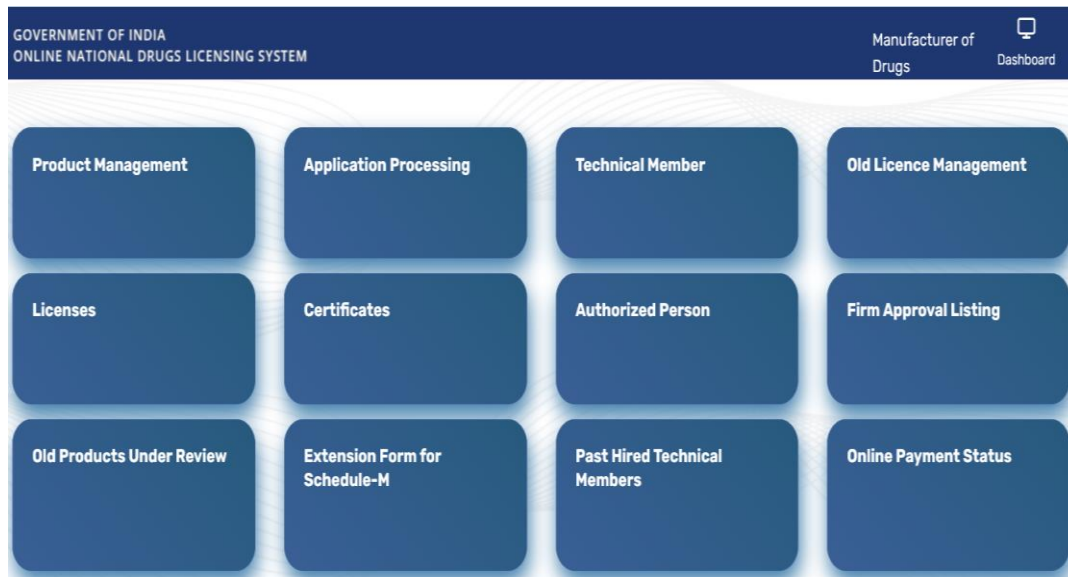 GOVERNMENT OF INDIA
ONLINE NATIONAL DRUGS LICENSING SYSTEM
Manufacturer of
Drugs
Dashboard
Product Management
Application Processing
Technical Member
Old Licence Management
Licenses
Certificates
Authorized Person
Firm Approval Listing
Old Products Under Review
Extension Form for
Schedule-M
Past Hired Technical
Members
Online Payment Status